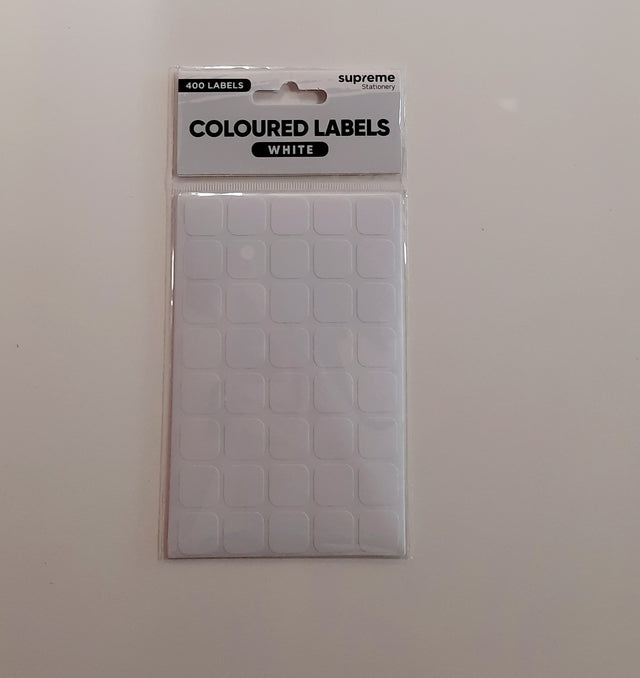 400 LABELS
supreme
Stationery
COLOURED LABELS
WHITE